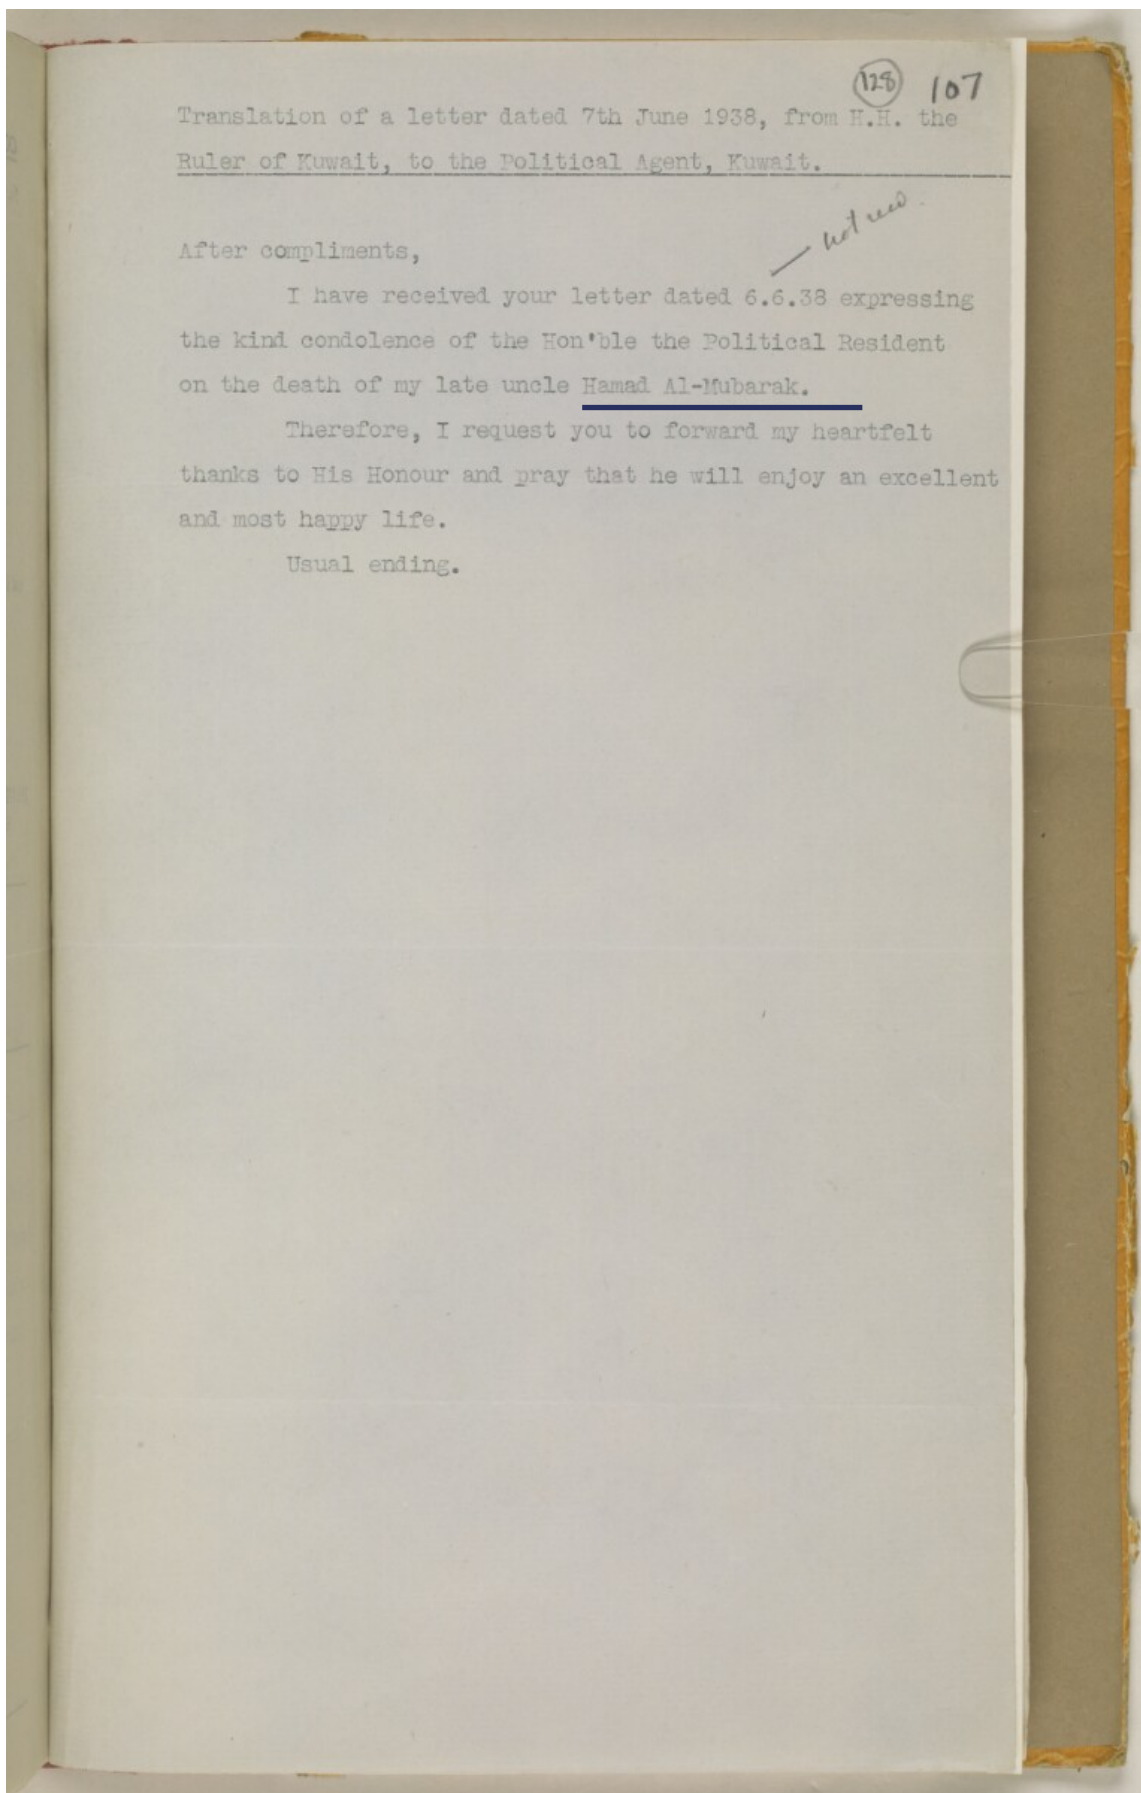 128 107
Translation of a letter dated 7th June 1938, from H.H. the
Ruler of Kuwait, to the Political Agent, Kuwait.
not recd.
After compliments,
I have received your letter dated 6.6.38 expressing
the kind condolence of the Hon'ble the Political Resident
on the death of my late uncle Hamad Al-Mubarak.
Therefore, I request you to forward my heartfelt
thanks to His Honour and pray that he will enjoy an excellent
and most happy life.
Usual ending.